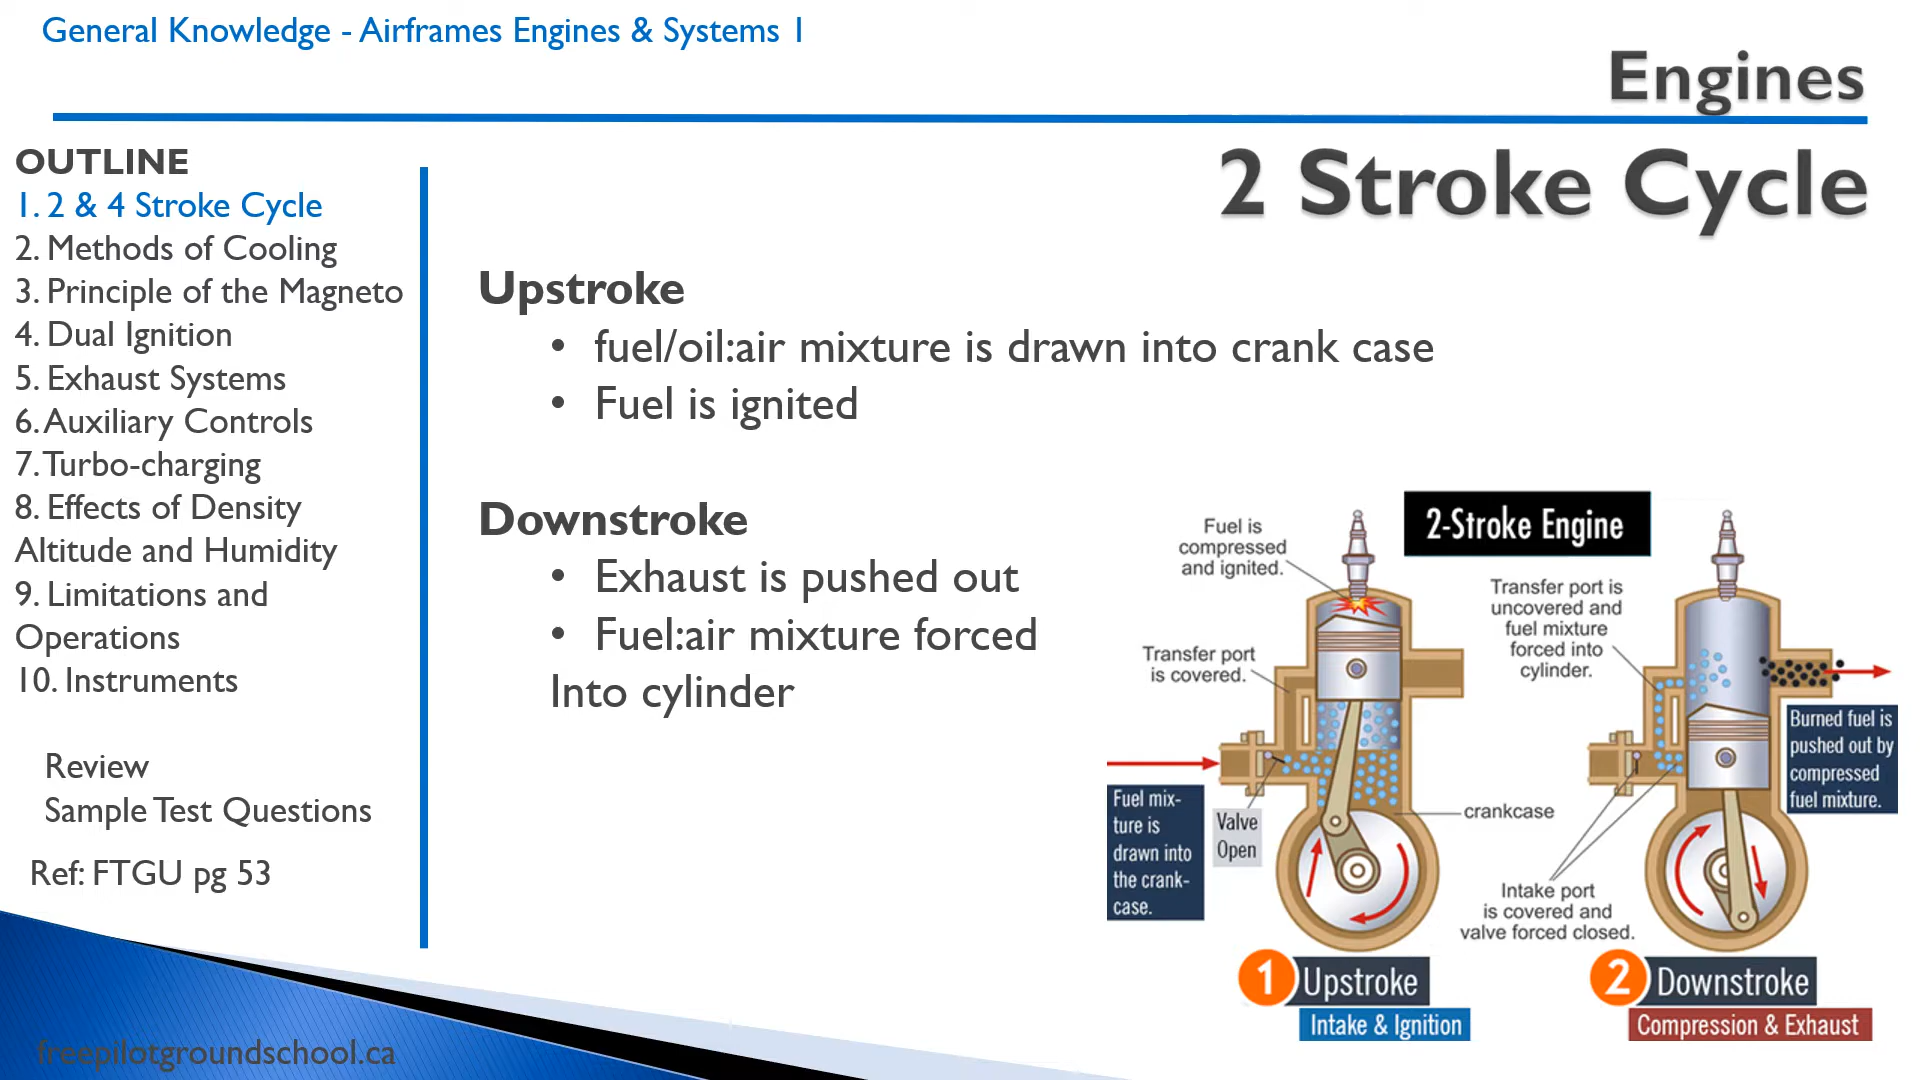 General Knowledge - Airframes Engines & Systems 1
Engines
2 Stroke Cycle
OUTLINE
1. 2 & 4 Stroke Cycle
2. Methods of Cooling
3. Principle of the Magneto
4. Dual Ignition
5. Exhaust Systems
6. Auxiliary Controls
7. Turbo-charging
8. Effects of Density
Altitude and Humidity
9. Limitations and
Operations
10. Instruments
Review
Sample Test Questions
Ref: FTGU pg 53
freepilotgroundschool.ca
Upstroke
• fuel/oil:air mixture is drawn into crank case
• Fuel is ignited
Downstroke
• Exhaust is pushed out
• Fuel:air mixture forced
Into cylinder
2-Stroke Engine
Fuel is
compressed
and ignited.
Transfer port
is covered.
Fuel mix-
ture is
drawn into
the crank-
case.
Valve
Open
crankcase
1 Upstroke
Intake & Ignition
Transfer port is
uncovered and
fuel mixture
forced into
cylinder.
Burned fuel is
pushed out by
compressed
fuel mixture.
Intake port
is covered and
valve forced closed.
2 Downstroke
Compression & Exhaust